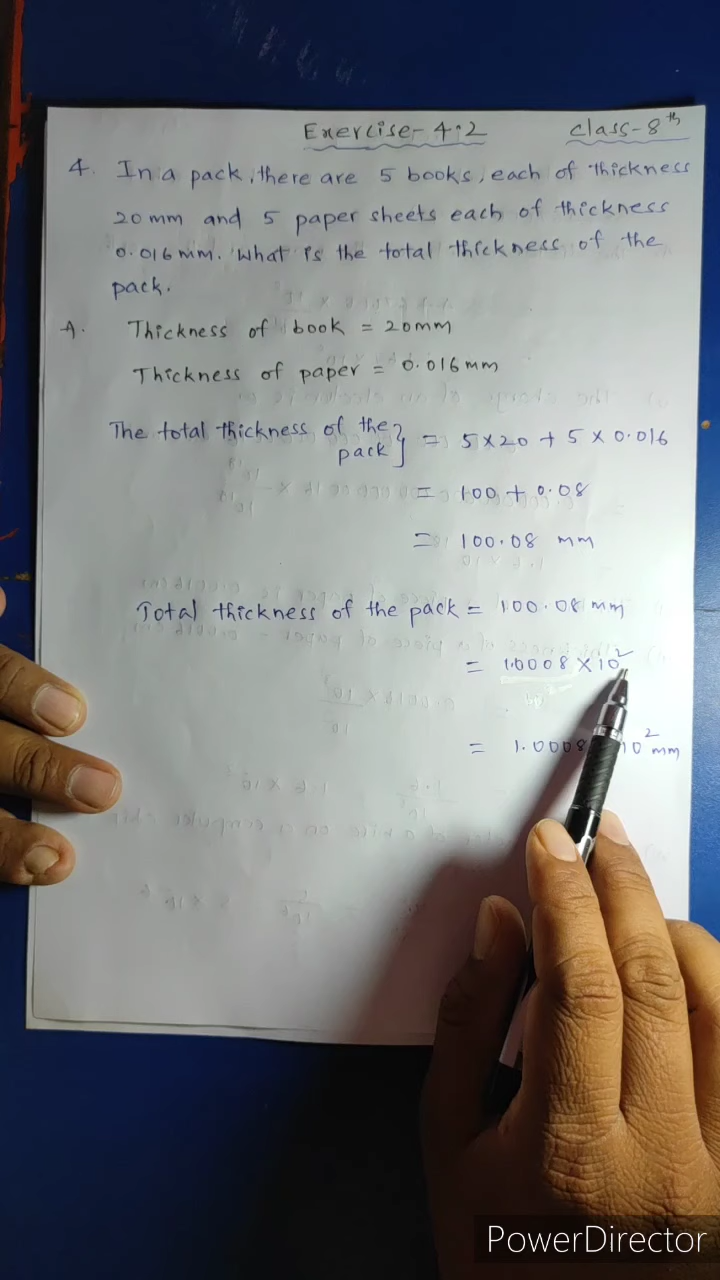 Exercise- 4.2 class-8th
4. In a pack, there are 5 books, each of thickness
20 mm and 5 paper sheets each of thickness
0.016 mm. What is the total thickness of the
pack.
A. Thickness of book = 20mm
Thickness of paper = 0.016 mm
The total thickness of the
pack } = 5 × 20 + 5 × 0.016
= 100 + 0.08
= 100.08 mm
Total thickness of the pack = 100.08 mm
= 1.0008 × 10²
= 1.0008 10² mm
PowerDirector